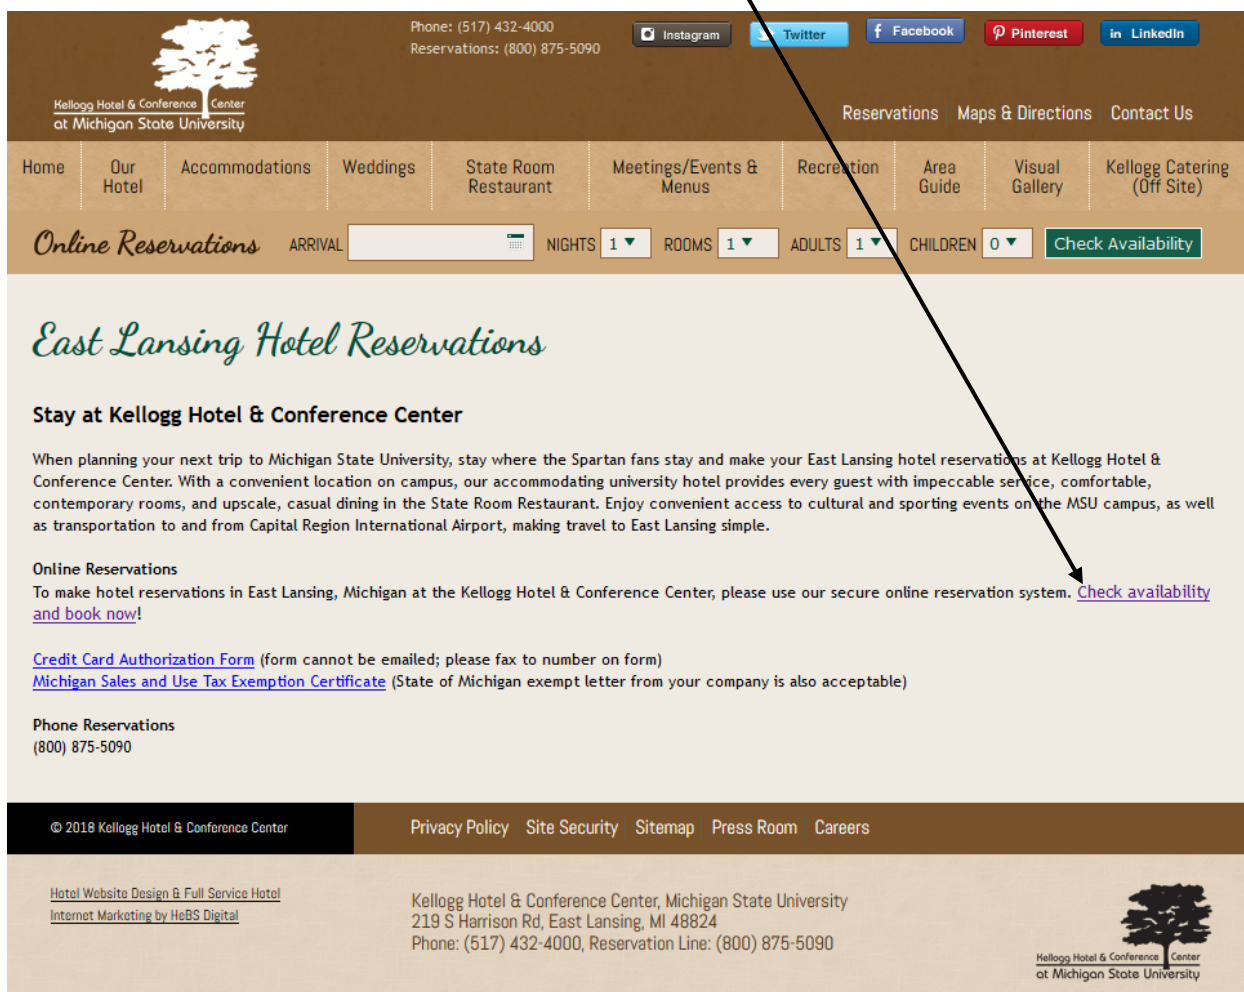 Phone: (517) 432-4000
Reservations: (800) 875-5090
Instagram
Twitter
Facebook
Pinterest
in LinkedIn
Kellogg Hotel & Conference Center
at Michigan State University
Reservations Maps & Directions Contact Us
Home
Our
Hotel
Accommodations
Weddings
State Room
Restaurant
Meetings/Events &
Menus
Recreation
Area
Guide
Visual
Gallery
Kellogg Catering
(Off Site)
Online Reservations ARRIVAL NIGHTS 1 ROOMS 1 ADULTS 1 CHILDREN 0 Check Availability
East Lansing Hotel Reservations
Stay at Kellogg Hotel & Conference Center
When planning your next trip to Michigan State University, stay where the Spartan fans stay and make your East Lansing hotel reservations at Kellogg Hotel &
Conference Center. With a convenient location on campus, our accommodating university hotel provides every guest with impeccable service, comfortable,
contemporary rooms, and upscale, casual dining in the State Room Restaurant. Enjoy convenient access to cultural and sporting events on the MSU campus, as well
as transportation to and from Capital Region International Airport, making travel to East Lansing simple.
Online Reservations
To make hotel reservations in East Lansing, Michigan at the Kellogg Hotel & Conference Center, please use our secure online reservation system. Check availability
and book now!
Credit Card Authorization Form (form cannot be emailed; please fax to number on form)
Michigan Sales and Use Tax Exemption Certificate (State of Michigan exempt letter from your company is also acceptable)
Phone Reservations
(800) 875-5090
© 2018 Kellogg Hotel & Conference Center
Privacy Policy Site Security Sitemap Press Room Careers
Hotel Website Design & Full Service Hotel
Internet Marketing by HeBS Digital
Kellogg Hotel & Conference Center, Michigan State University
219 S Harrison Rd, East Lansing, MI 48824
Phone: (517) 432-4000, Reservation Line: (800) 875-5090
Kellogg Hotel & Conference Center
at Michigan State University